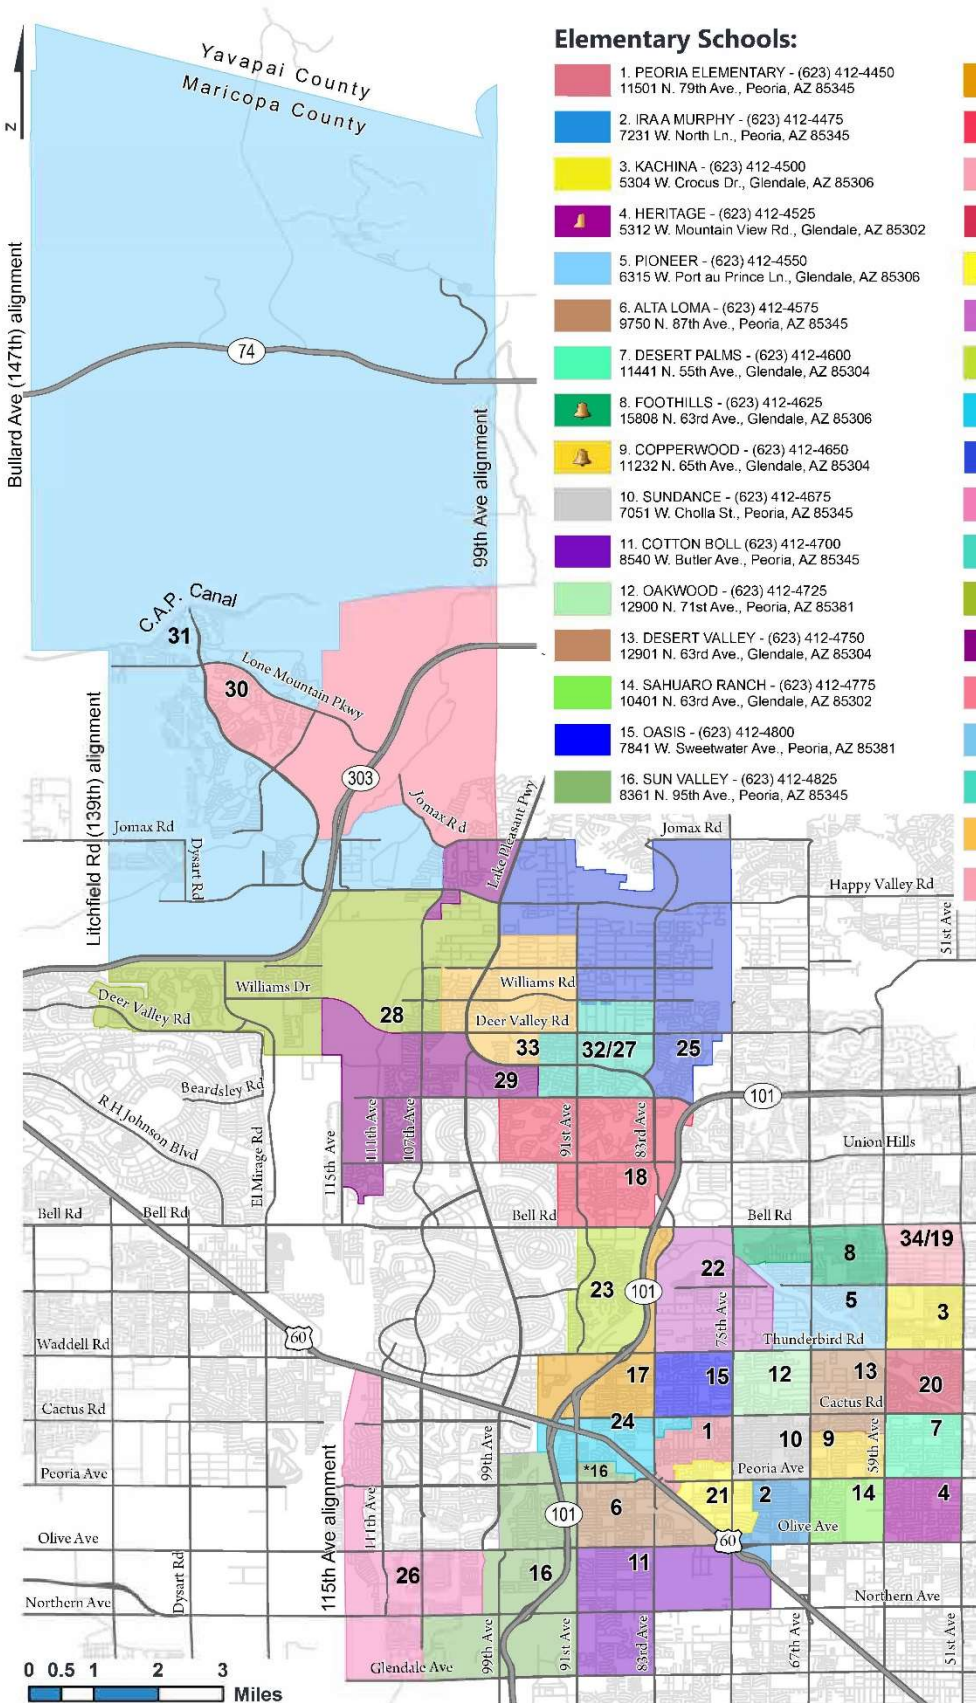 Elementary Schools:
1. PEORIA ELEMENTARY - (623) 412-4450
11501 N. 79th Ave., Peoria, AZ 85345
2. IRA A MURPHY - (623) 412-4475
7231 W. North Ln., Peoria, AZ 85345
3. KACHINA - (623) 412-4500
5304 W. Crocus Dr., Glendale, AZ 85306
4. HERITAGE - (623) 412-4525
5312 W. Mountain View Rd., Glendale, AZ 85302
5. PIONEER - (623) 412-4550
6315 W. Port au Prince Ln., Glendale, AZ 85306
6. ALTA LOMA - (623) 412-4575
9750 N. 87th Ave., Peoria, AZ 85345
7. DESERT PALMS - (623) 412-4600
11441 N. 55th Ave., Glendale, AZ 85304
8. FOOTHILLS - (623) 412-4625
15808 N. 63rd Ave., Glendale, AZ 85306
9. COPPERWOOD - (623) 412-4650
11232 N. 65th Ave., Glendale, AZ 85304
10. SUNDANCE - (623) 412-4675
7051 W. Cholla St., Peoria, AZ 85345
11. COTTON BOLL (623) 412-4700
8540 W. Butler Ave., Peoria, AZ 85345
12. OAKWOOD - (623) 412-4725
12900 N. 71st Ave., Peoria, AZ 85381
13. DESERT VALLEY - (623) 412-4750
12901 N. 63rd Ave., Glendale, AZ 85304
14. SAHUARO RANCH - (623) 412-4775
10401 N. 63rd Ave., Glendale, AZ 85302
15. OASIS - (623) 412-4800
7841 W. Sweetwater Ave., Peoria, AZ 85381
16. SUN VALLEY - (623) 412-4825
8361 N. 95th Ave., Peoria, AZ 85345
Z
Yavapai County
Maricopa County
Bullard Ave (147th) alignment
74
99th Ave alignment
C.A.P. Canal
31
30
Lone Mountain Pkwy
Litchfield Rd (139th) alignment
303
Jomax Rd
Jomax Rd
Lake Pleasant Pwy
Jomax Rd
Dysart Rd
Happy Valley Rd
51st Ave
Williams Dr
Williams Rd
Deer Valley Rd
28
Deer Valley Rd
33
32/27
25
29
Beardsley Rd
R H Johnson Blvd
101
El Mirage Rd
115th Ave
111th Ave
107th Ave
91st Ave
83rd Ave
Union Hills
18
Bell Rd
Bell Rd
Bell Rd
Bell Rd
34/19
8
22
23
101
5
3
75th Ave
60
Waddell Rd
Thunderbird Rd
17
15
12
13
20
Cactus Rd
Cactus Rd
24
1
10
9
7
59th Ave
99th Ave
Peoria Ave
*16
Peoria Ave
115th Ave alignment
111th Ave
101
6
21
2
14
4
Olive Ave
Olive Ave
60
Dysart Rd
26
16
11
Northern Ave
Northern Ave
99th Ave
91st Ave
83rd Ave
67th Ave
51st Ave
Glendale Ave
0 0.5 1 2 3
Miles